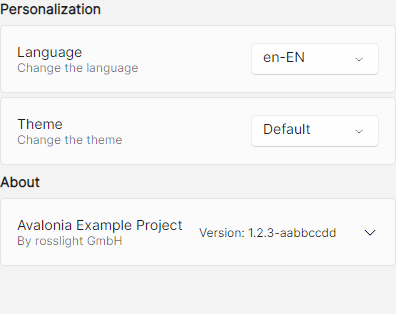 Personalization
Language
Change the language
en-EN
Theme
Change the theme
Default
About
Avalonia Example Project
By rosslight GmbH
Version: 1.2.3-aabbccdd